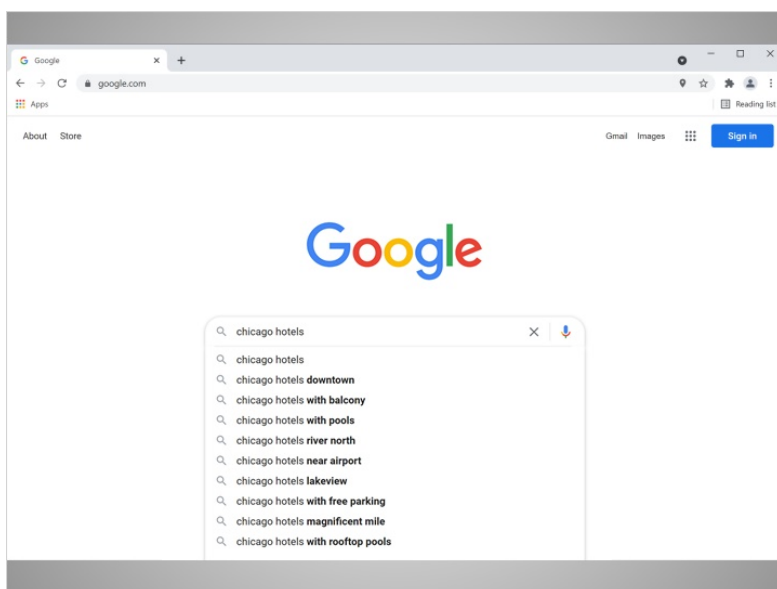 Google
google.com
Apps
Reading list
About Store
Gmail Images
Sign in
Google
chicago hotels
chicago hotels
chicago hotels downtown
chicago hotels with balcony
chicago hotels with pools
chicago hotels river north
chicago hotels near airport
chicago hotels lakeview
chicago hotels with free parking
chicago hotels magnificent mile
chicago hotels with rooftop pools